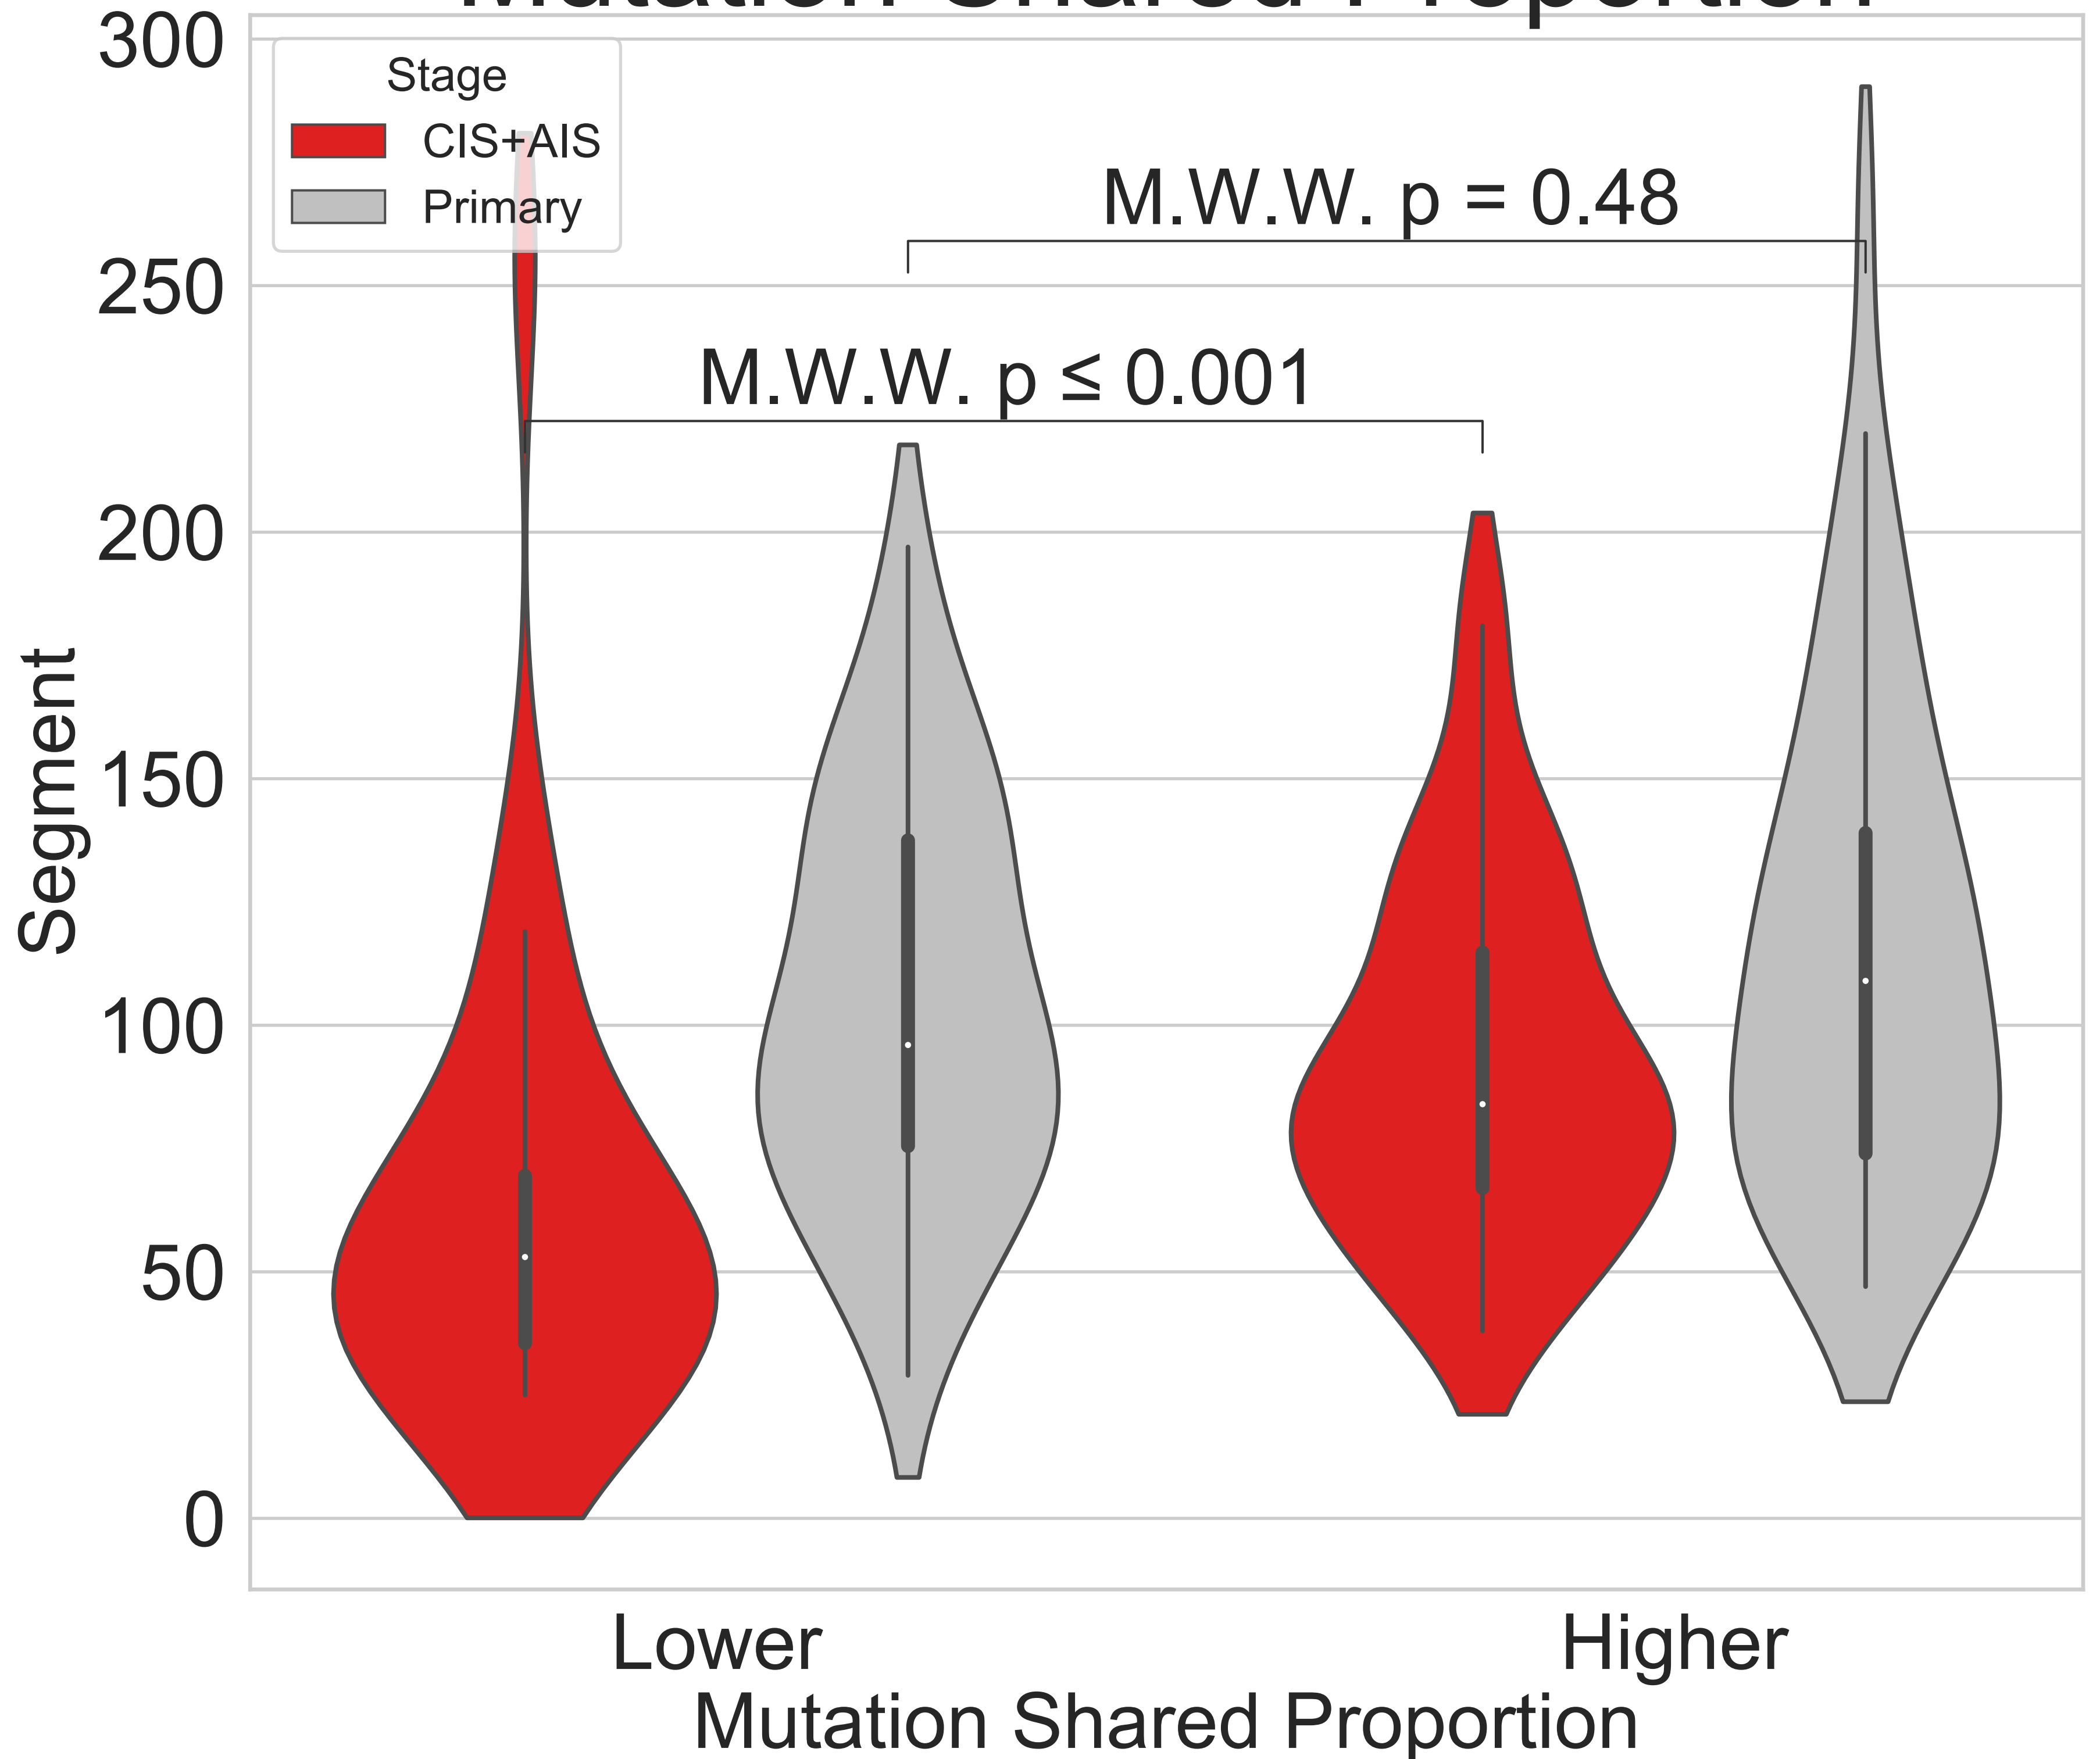 300
250
200
150
100
50
0
Segment
Stage
CIS+AIS
Primary
M.W.W. p = 0.48
M.W.W. p ≤ 0.001
Lower
Higher
Mutation Shared Proportion